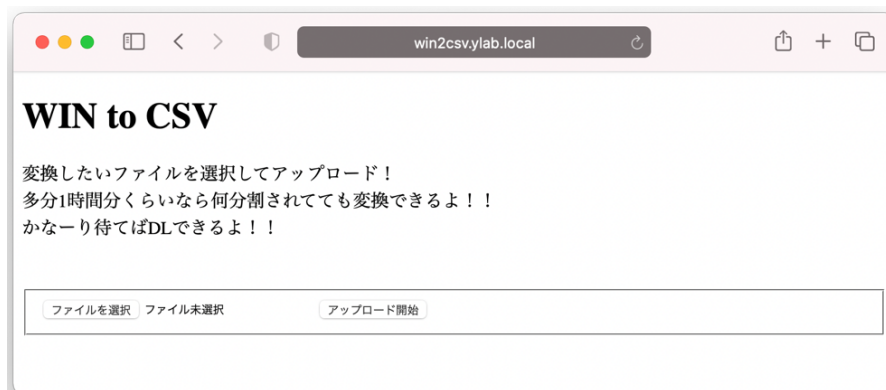 win2csv.ylab.local
WIN to CSV
変換したいファイルを選択してアップロード！
多分1時間分くらいなら何分割されてても変換できるよ！！
かなーり待てばDLできるよ！！
ファイルを選択 ファイル未選択 アップロード開始